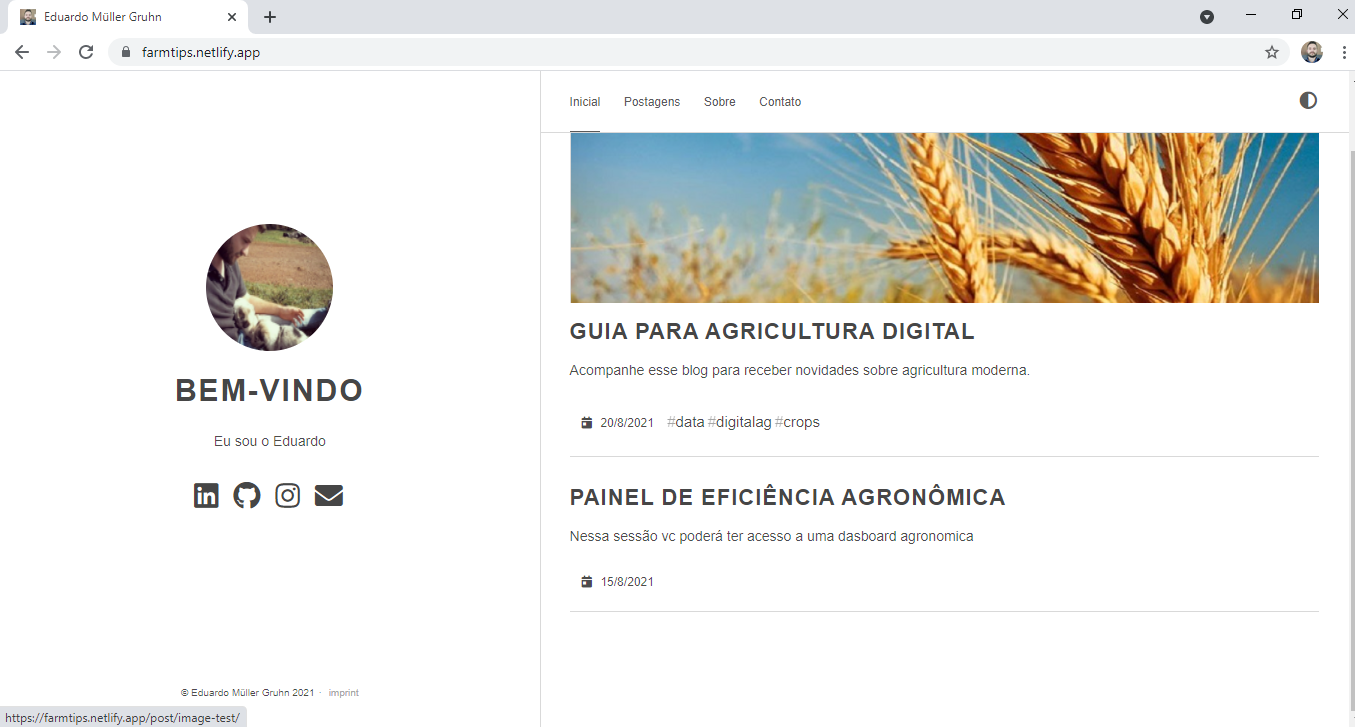 Eduardo Müller Gruhn
farmtips.netlify.app
Inicial Postagens Sobre Contato
BEM-VINDO
Eu sou o Eduardo
© Eduardo Müller Gruhn 2021 · imprint
GUIA PARA AGRICULTURA DIGITAL
Acompanhe esse blog para receber novidades sobre agricultura moderna.
20/8/2021 #data #digitalag #crops
PAINEL DE EFICIÊNCIA AGRONÔMICA
Nessa sessão vc poderá ter acesso a uma dasboard agronomica
15/8/2021
https://farmtips.netlify.app/post/image-test/